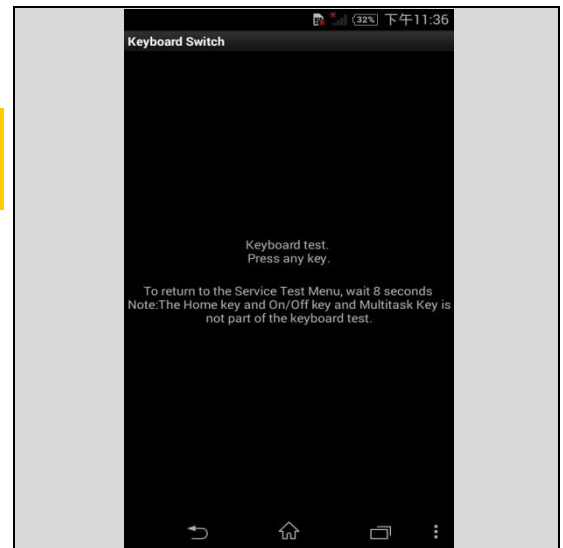 32% 下午11:36
Keyboard Switch
Keyboard test.
Press any key.
To return to the Service Test Menu, wait 8 seconds
Note:The Home key and On/Off key and Multitask Key is
not part of the keyboard test.